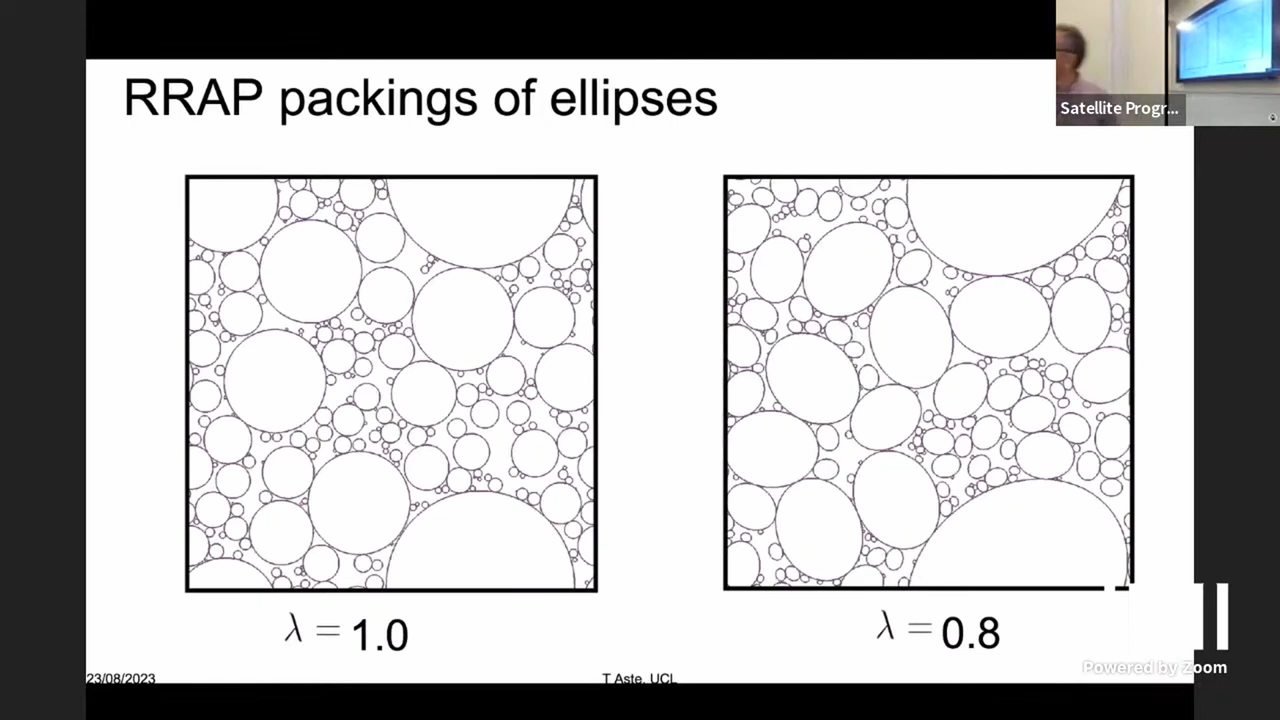 RRAP packings of ellipses
Satellite Progr...
λ = 1.0
λ = 0.8
23/08/2023
T Aste, UCL
Powered by Zoom